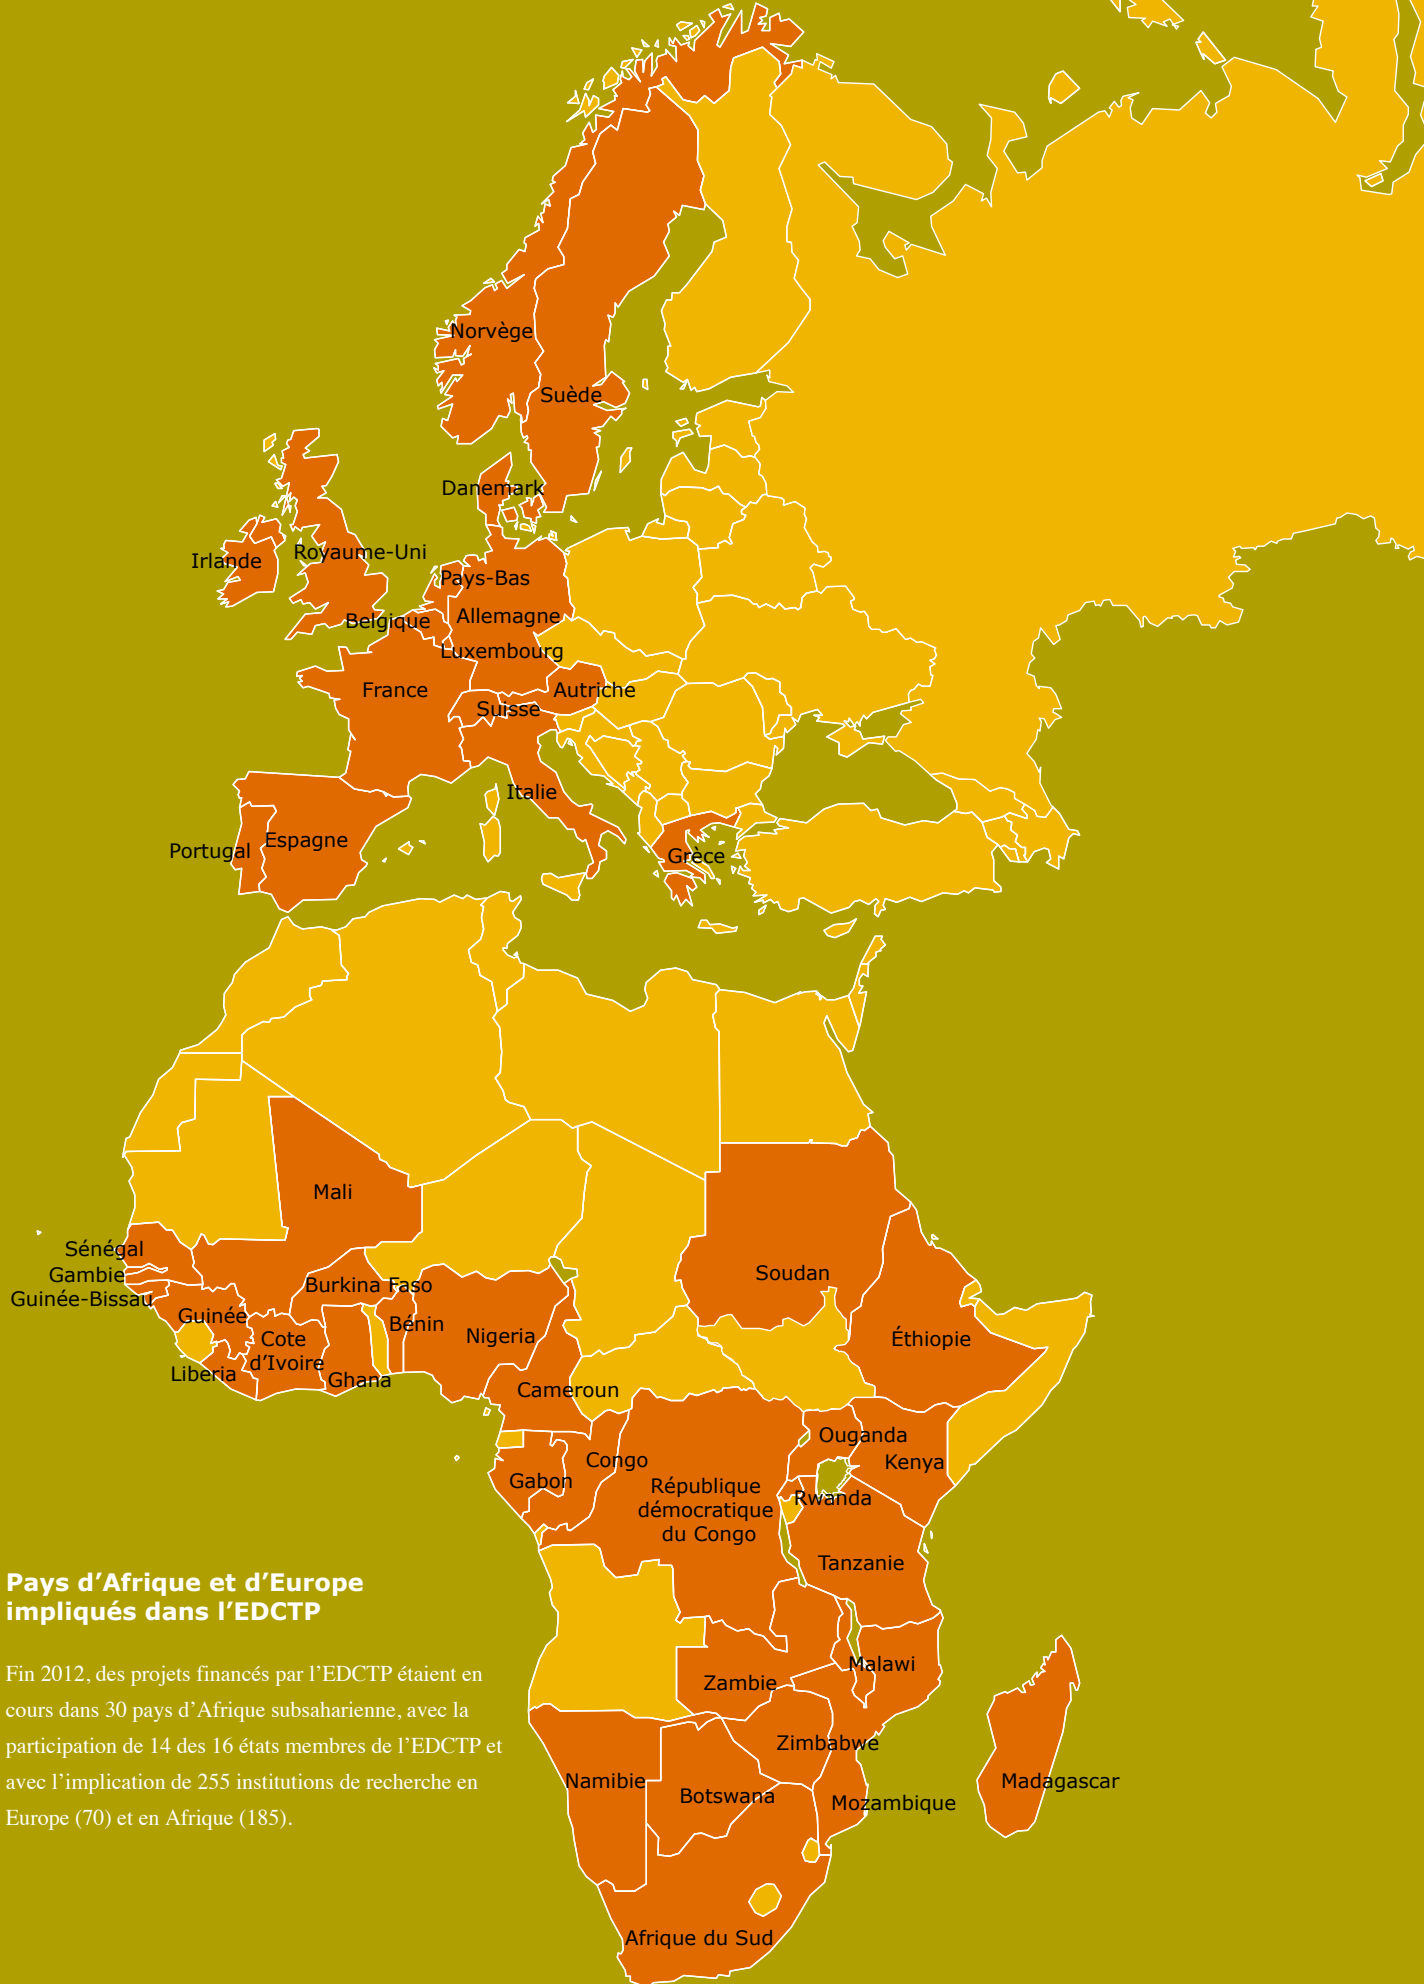 Norvège
Suède
Danemark
Irlande
Royaume-Uni
Pays-Bas
Belgique
Allemagne
Luxembourg
France
Autriche
Suisse
Italie
Portugal
Espagne
Grèce
Mali
Sénégal
Gambie
Guinée-Bissau
Guinée
Burkina Faso
Bénin
Nigeria
Soudan
Éthiopie
Cote
d’Ivoire
Liberia
Ghana
Cameroun
Ouganda
Kenya
Congo
Gabon
République
démocratique
du Congo
Rwanda
Tanzanie
Malawi
Zambie
Zimbabwe
Namibie
Botswana
Mozambique
Madagascar
Afrique du Sud
Pays d’Afrique et d’Europe
impliqués dans l’EDCTP
Fin 2012, des projets financés par l’EDCTP étaient en
cours dans 30 pays d’Afrique subsaharienne, avec la
participation de 14 des 16 états membres de l’EDCTP et
avec l’implication de 255 institutions de recherche en
Europe (70) et en Afrique (185).